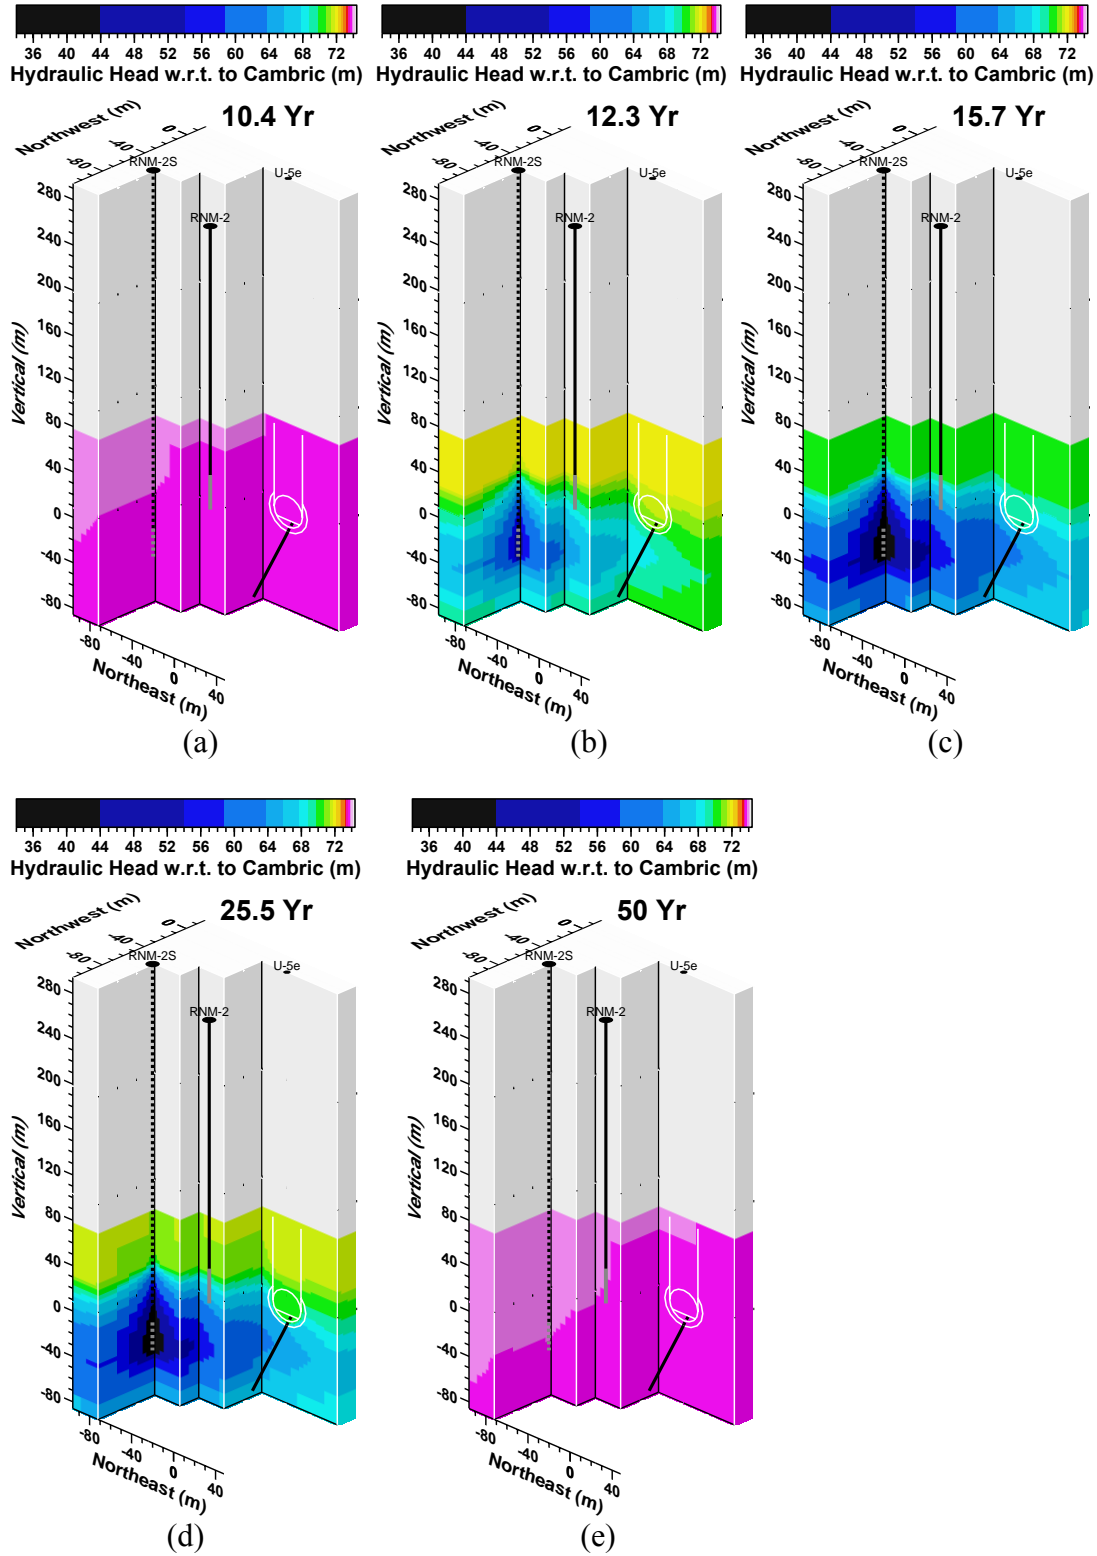 36 40 44 48 52 56 60 64 68 72
Hydraulic Head w.r.t. to Cambric (m)
10.4 Yr
Northwest (m)
-80 -40 0
RNM-2S
U-5e
RNM-2
Vertical (m)
280
240
200
160
120
80
40
0
-40
-80
-80 -40 0 40
Northeast (m)
(a)
36 40 44 48 52 56 60 64 68 72
Hydraulic Head w.r.t. to Cambric (m)
12.3 Yr
Northwest (m)
-80 -40 0
RNM-2S
U-5e
RNM-2
Vertical (m)
280
240
200
160
120
80
40
0
-40
-80
-80 -40 0 40
Northeast (m)
(b)
36 40 44 48 52 56 60 64 68 72
Hydraulic Head w.r.t. to Cambric (m)
15.7 Yr
Northwest (m)
-80 -40 0
RNM-2S
U-5e
RNM-2
Vertical (m)
280
240
200
160
120
80
40
0
-40
-80
-80 -40 0 40
Northeast (m)
(c)
36 40 44 48 52 56 60 64 68 72
Hydraulic Head w.r.t. to Cambric (m)
25.5 Yr
Northwest (m)
-80 -40 0
RNM-2S
U-5e
RNM-2
Vertical (m)
280
240
200
160
120
80
40
0
-40
-80
-80 -40 0 40
Northeast (m)
(d)
36 40 44 48 52 56 60 64 68 72
Hydraulic Head w.r.t. to Cambric (m)
50 Yr
Northwest (m)
-80 -40 0
RNM-2S
U-5e
RNM-2
Vertical (m)
280
240
200
160
120
80
40
0
-40
-80
-80 -40 0 40
Northeast (m)
(e)